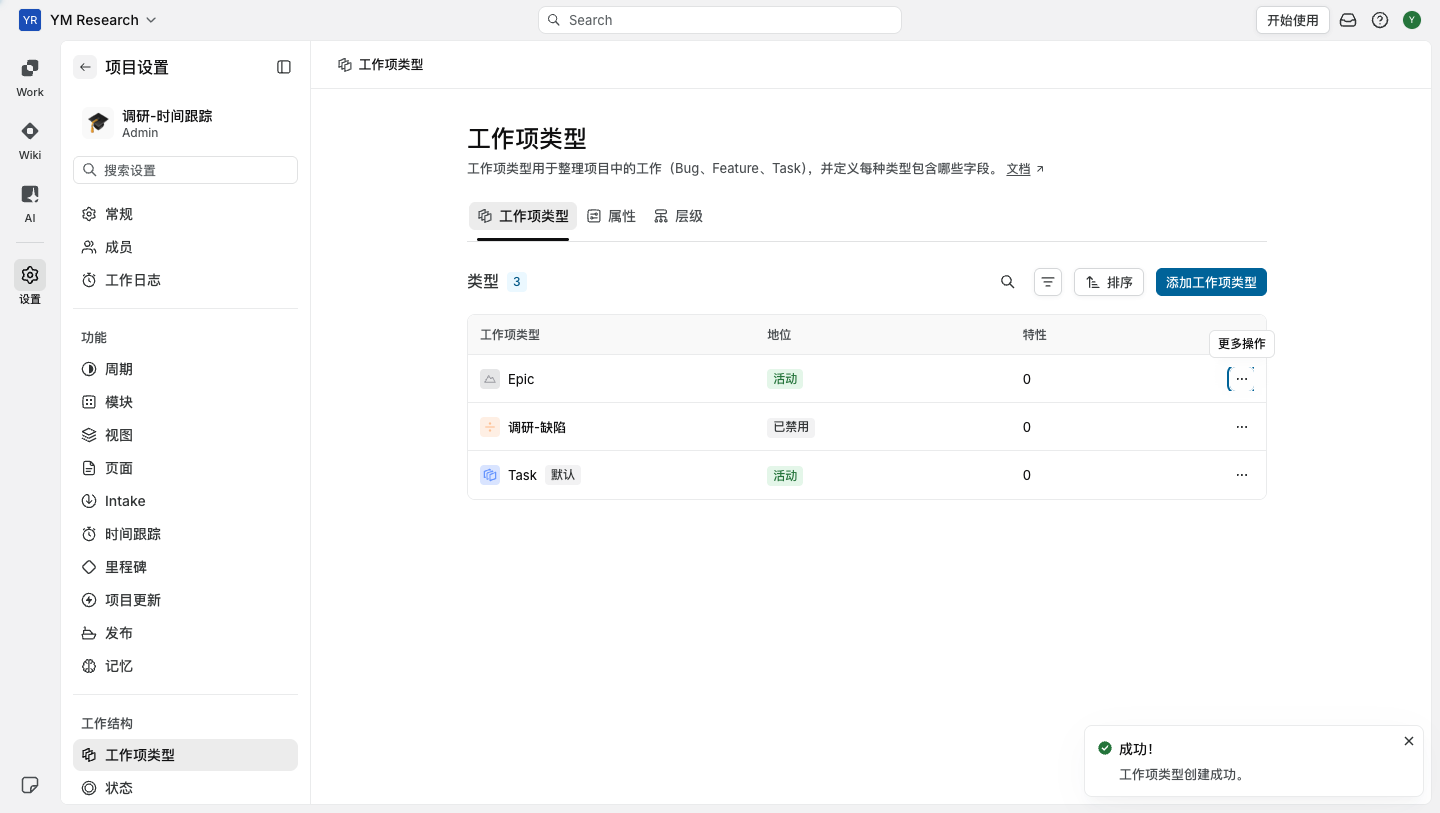 YR YM Research
Search
开始使用
Y
Work
Wiki
AI
设置
项目设置
调研-时间跟踪
Admin
搜索设置
常规
成员
工作日志
功能
周期
模块
视图
页面
Intake
时间跟踪
里程碑
项目更新
发布
记忆
工作结构
工作项类型
状态
工作项类型
工作项类型
工作项类型用于整理项目中的工作（Bug、Feature、Task），并定义每种类型包含哪些字段。 文档
工作项类型 属性 层级
类型 3
排序 添加工作项类型
工作项类型 地位 特性
更多操作
Epic 活动 0
调研-缺陷 已禁用 0
Task 默认 活动 0
成功！
工作项类型创建成功。